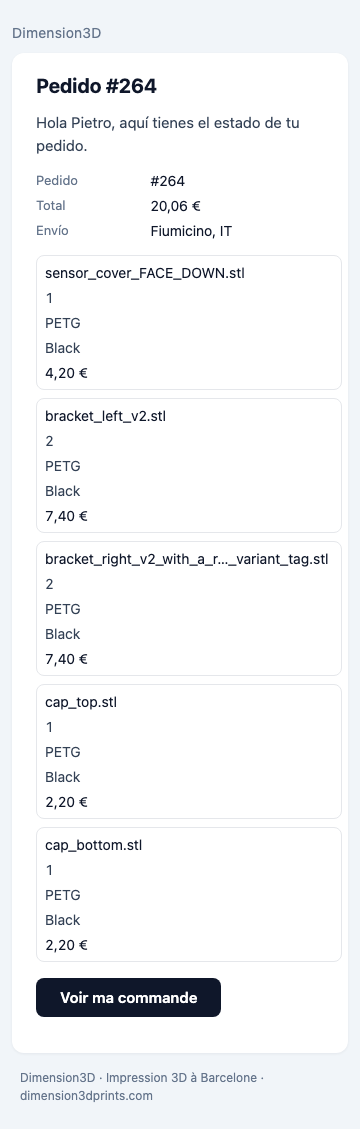 Dimension3D
Pedido #264
Hola Pietro, aquí tienes el estado de tu
pedido.
Pedido #264
Total 20,06 €
Envío Fiumicino, IT
sensor_cover_FACE_DOWN.stl
1
PETG
Black
4,20 €
bracket_left_v2.stl
2
PETG
Black
7,40 €
bracket_right_v2_with_a_r…_variant_tag.stl
2
PETG
Black
7,40 €
cap_top.stl
1
PETG
Black
2,20 €
cap_bottom.stl
1
PETG
Black
2,20 €
Voir ma commande
Dimension3D · Impression 3D à Barcelone ·
dimension3dprints.com